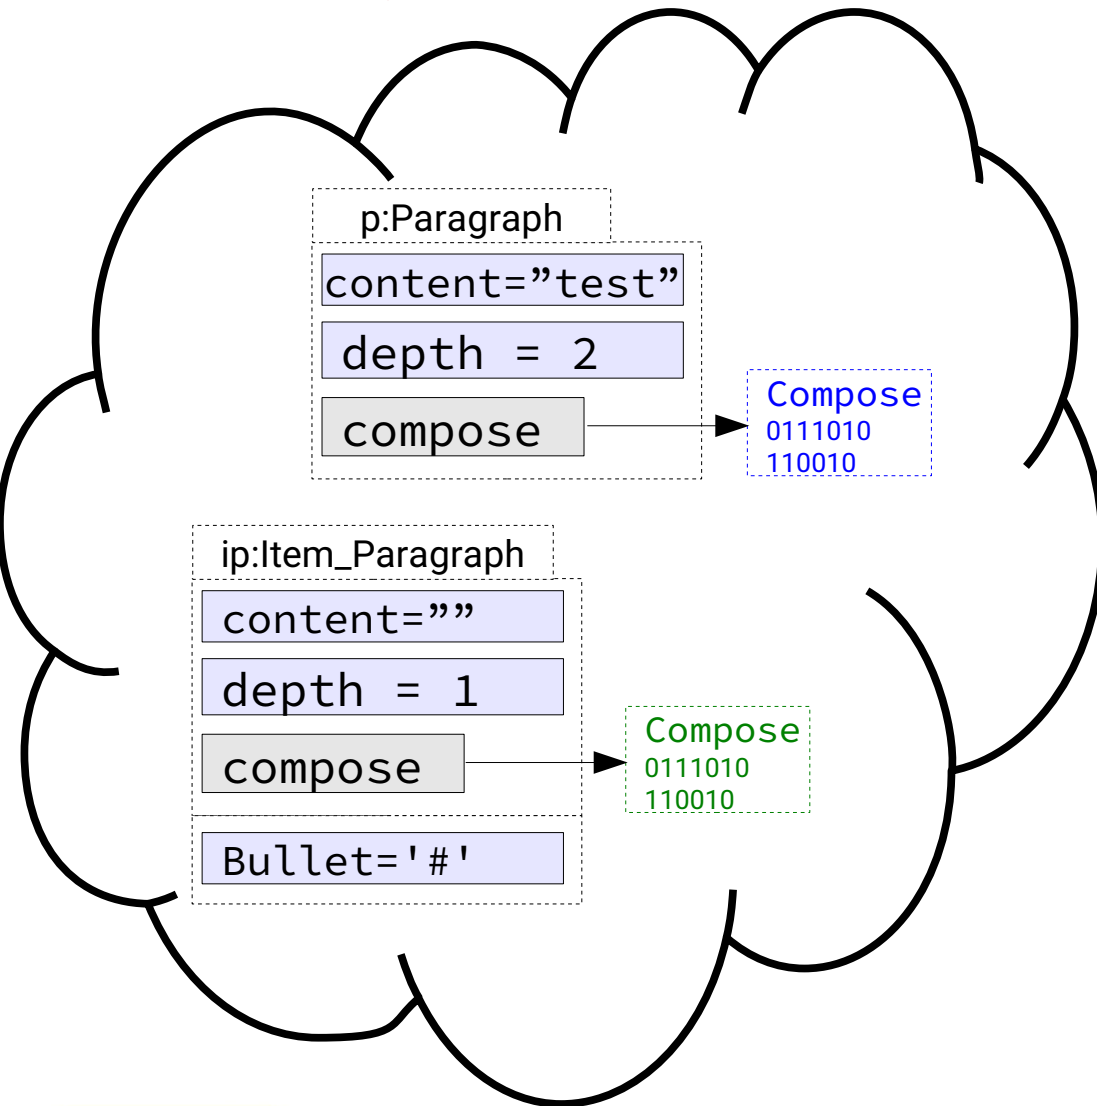 p:Paragraph
content=”test”
depth = 2
compose
Compose
0111010
110010
ip:Item_Paragraph
content=””
depth = 1
compose
Compose
0111010
110010
Bullet='#'